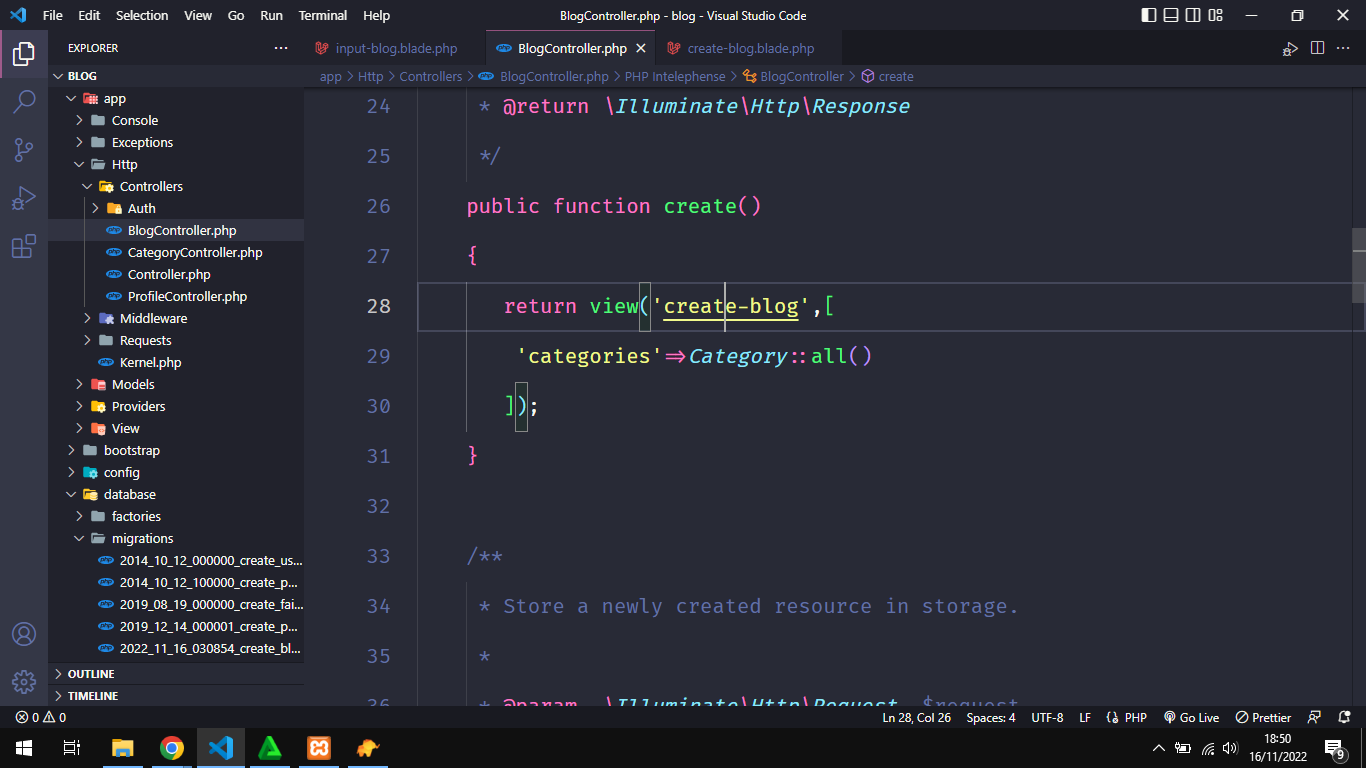 File Edit Selection View Go Run Terminal Help BlogController.php - blog - Visual Studio Code
EXPLORER
input-blog.blade.php BlogController.php create-blog.blade.php
BLOG
app > Http > Controllers > BlogController.php > PHP Intelephense > BlogController > create
app
Console
Exceptions
Http
Controllers
Auth
BlogController.php
CategoryController.php
Controller.php
ProfileController.php
Middleware
Requests
Kernel.php
Models
Providers
View
bootstrap
config
database
factories
migrations
2014_10_12_000000_create_us...
2014_10_12_100000_create_p...
2019_08_19_000000_create_fai...
2019_12_14_000001_create_p...
2022_11_16_030854_create_bl...
OUTLINE
TIMELINE
24 * @return \Illuminate\Http\Response
25 */
26 public function create()
27 {
28 return view('create-blog',[
29 'categories'=>Category::all()
30 ]);
31 }
32
33 /**
34 * Store a newly created resource in storage.
35 *
36 * @param \Illuminate\Http\Request $request
0 0 Ln 28, Col 26 Spaces: 4 UTF-8 LF PHP Go Live Prettier
18:50
16/11/2022
9